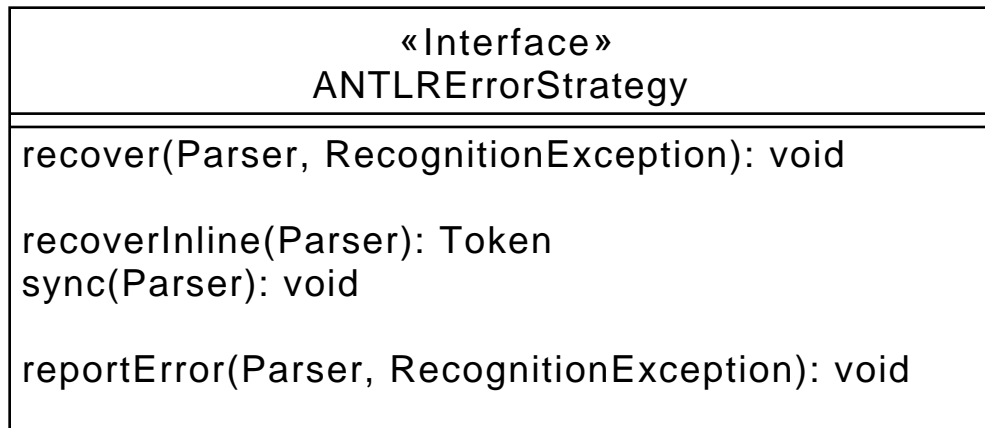 «Interface»
ANTLRErrorStrategy
recover(Parser, RecognitionException): void
recoverInline(Parser): Token
sync(Parser): void
reportError(Parser, RecognitionException): void